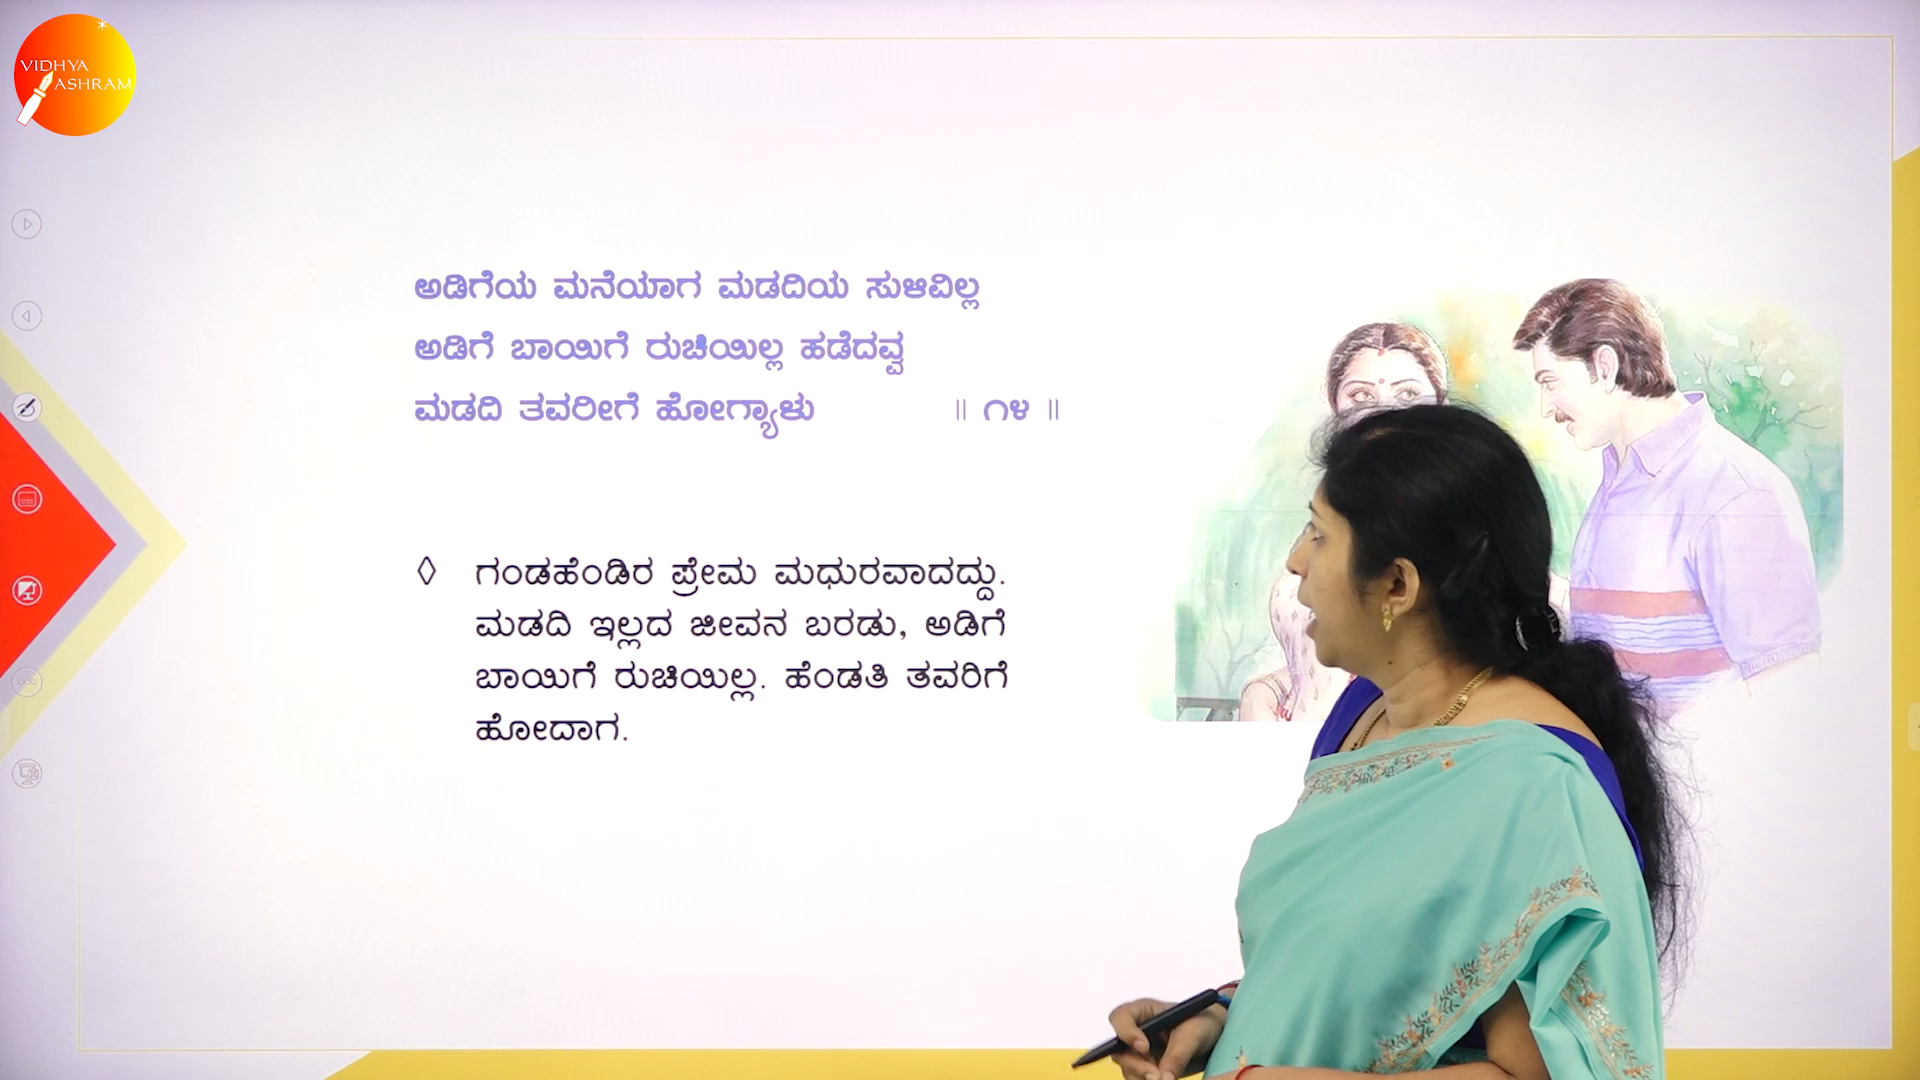 VIDHYA
ASHRAM
ಅಡಿಗೆಯ ಮನೆಯಾಗ ಮಡದಿಯ ಸುಳಿವಿಲ್ಲ
ಅಡಿಗೆ ಬಾಯಿಗೆ ರುಚಿಯಿಲ್ಲ ಹಡೆದವ್ವ
ಮಡದಿ ತವರೀಗೆ ಹೋಗ್ಯಾಳು ॥ ೧೪ ॥
◊ ಗಂಡಹೆಂಡಿರ ಪ್ರೇಮ ಮಧುರವಾದದ್ದು.
ಮಡದಿ ಇಲ್ಲದ ಜೀವನ ಬರಡು, ಅಡಿಗೆ
ಬಾಯಿಗೆ ರುಚಿಯಿಲ್ಲ. ಹೆಂಡತಿ ತವರಿಗೆ
ಹೋದಾಗ.